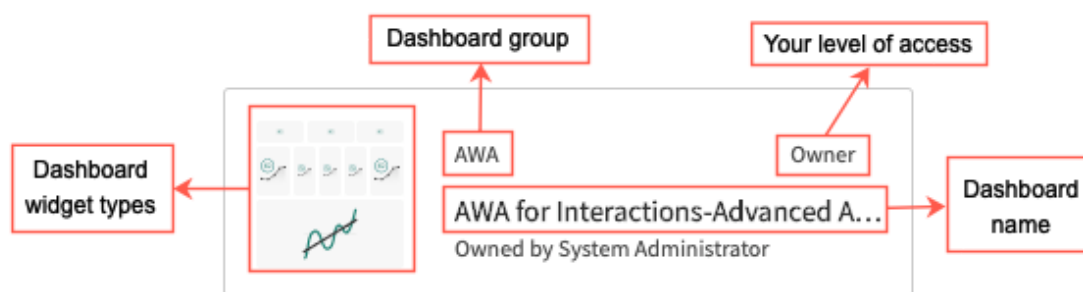 Dashboard group
Your level of access
AWA
Owner
Dashboard
widget types
AWA for Interactions-Advanced A...
Owned by System Administrator
Dashboard
name